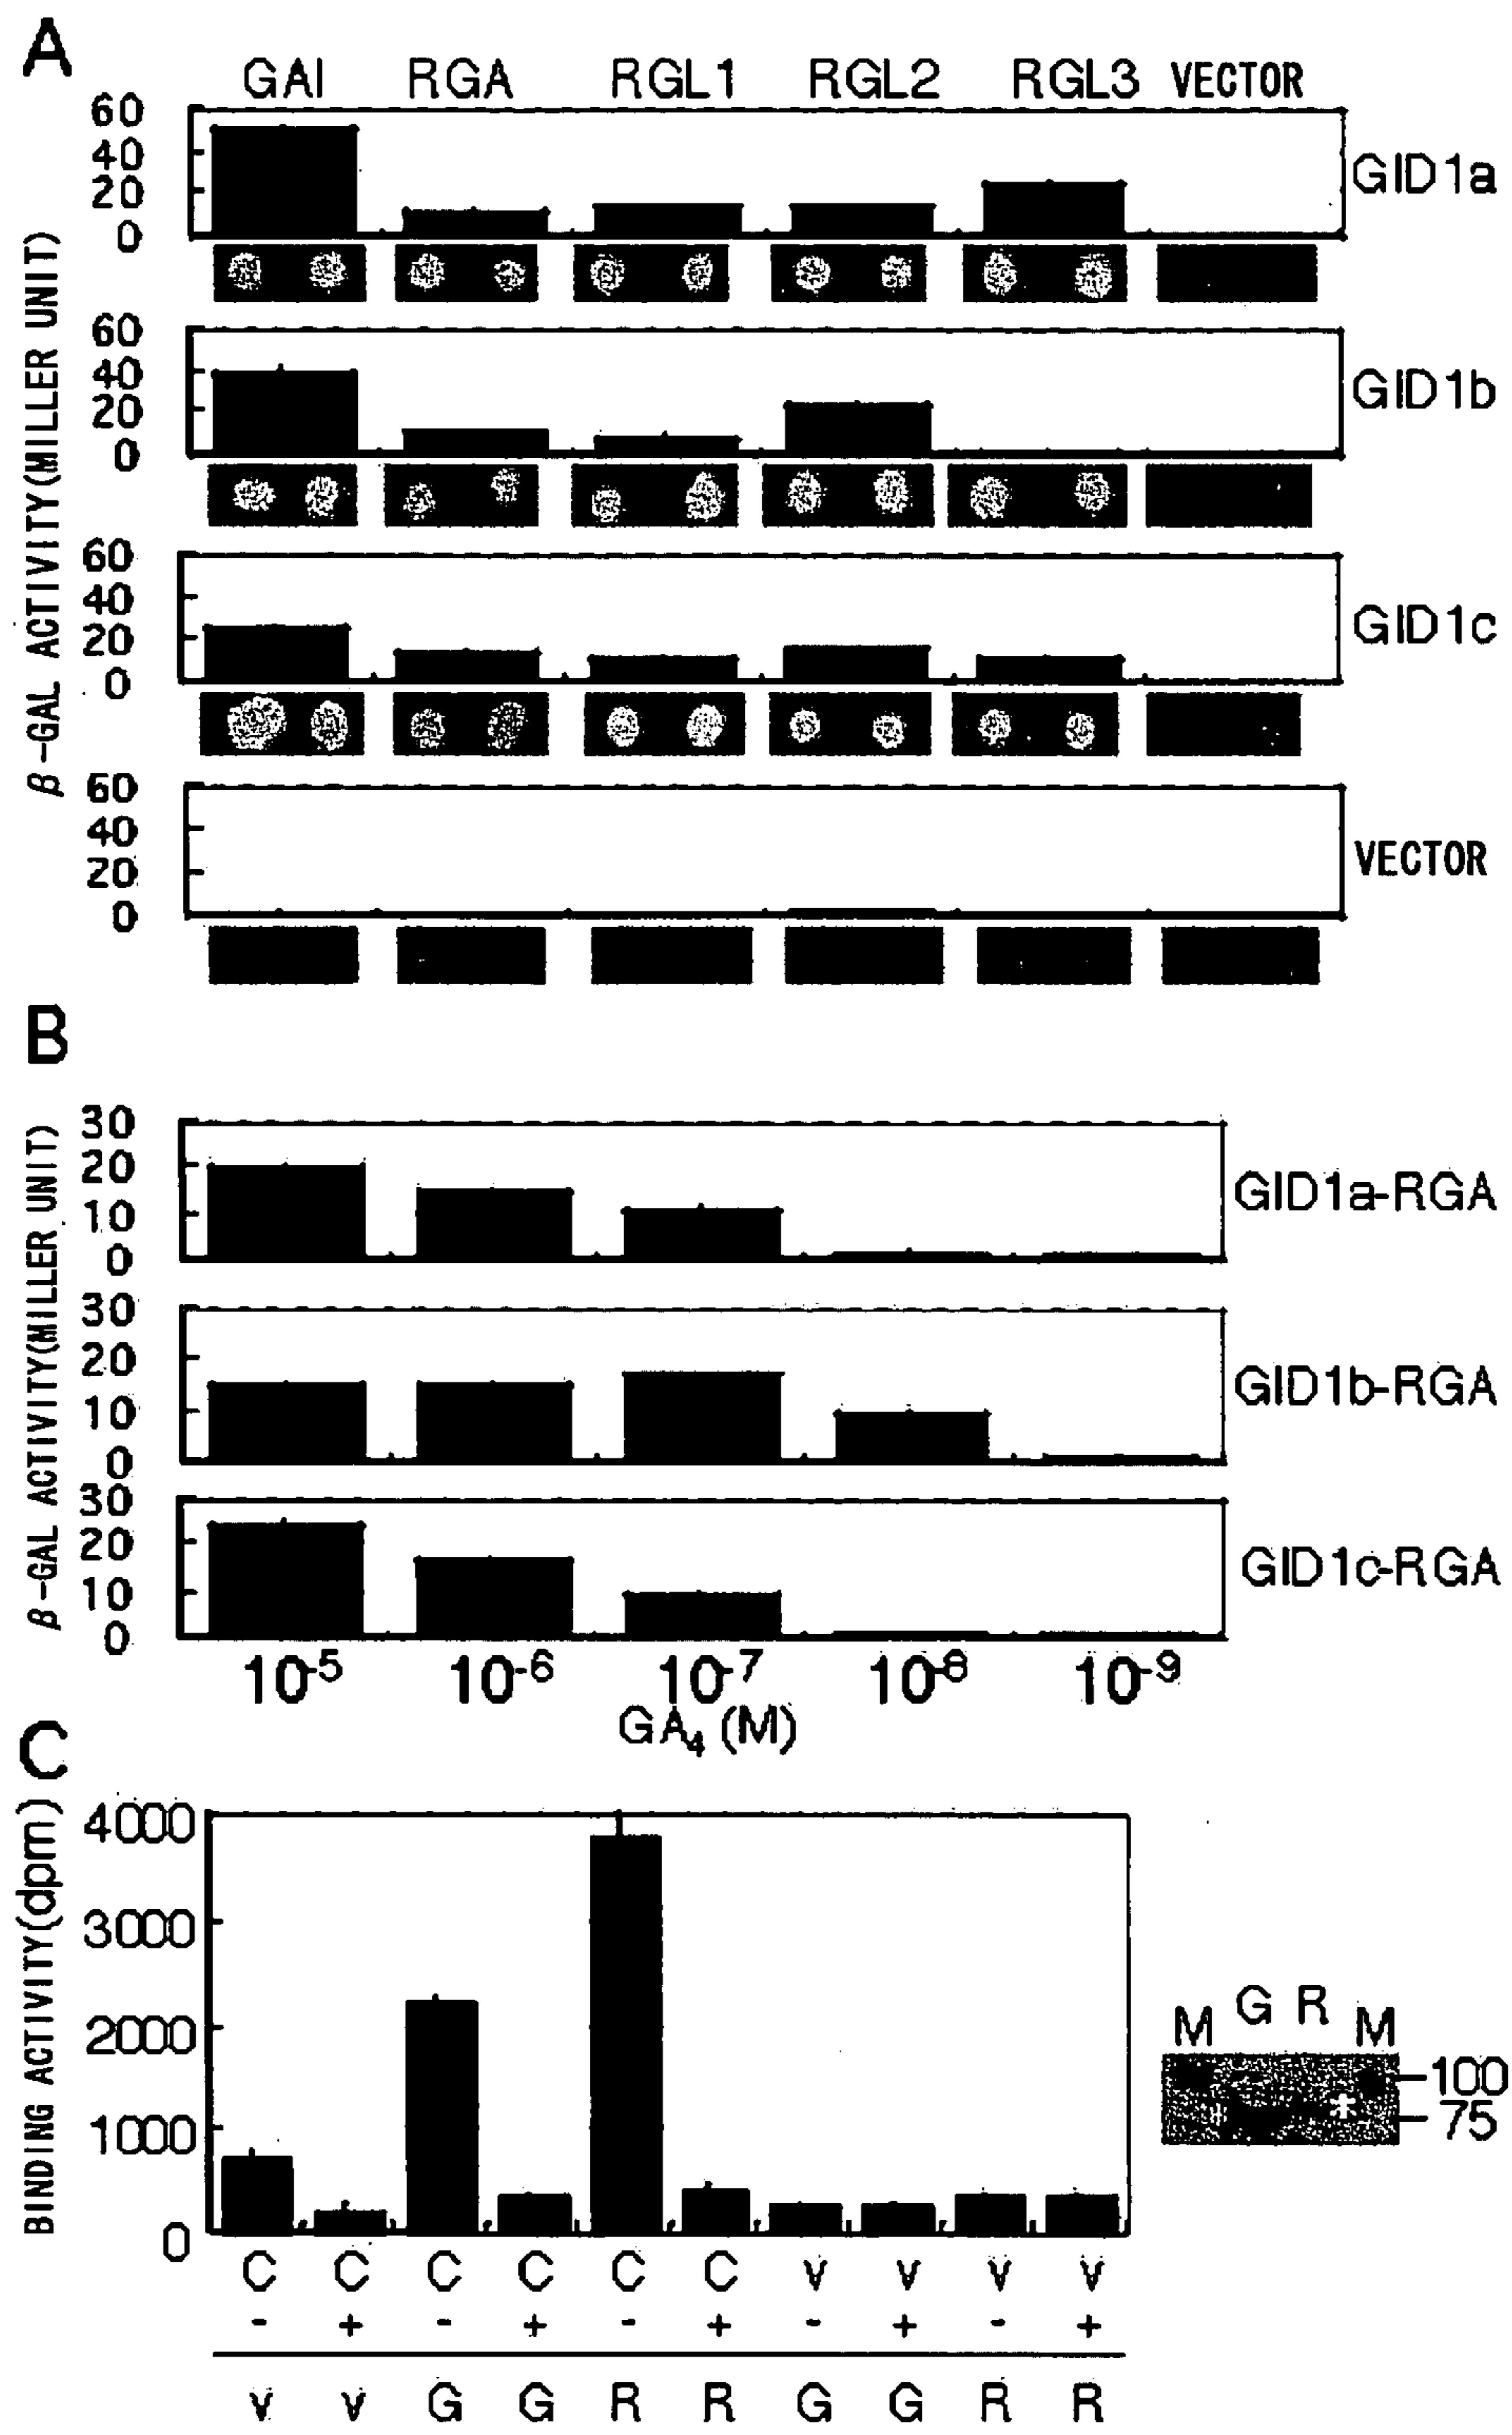 A
GAI RGA RGL1 RGL2 RGL3 VECTOR
β-GAL ACTIVITY(MILLER UNIT)
60
40
20
0
GID1a
60
40
20
0
GID1b
60
40
20
0
GID1c
60
40
20
0
VECTOR
B
β-GAL ACTIVITY(MILLER UNIT)
30
20
10
0
GID1a-RGA
30
20
10
0
GID1b-RGA
30
20
10
0
GID1c-RGA
10⁻⁵ 10⁻⁶ 10⁻⁷ 10⁻⁸ 10⁻⁹
GA₄ (M)
C
BINDING ACTIVITY(dpm)
4000
3000
2000
1000
0
C C C C C C v v v v
- + - + - + - + - +
v v G G R R G G R R
M G R M
100
75